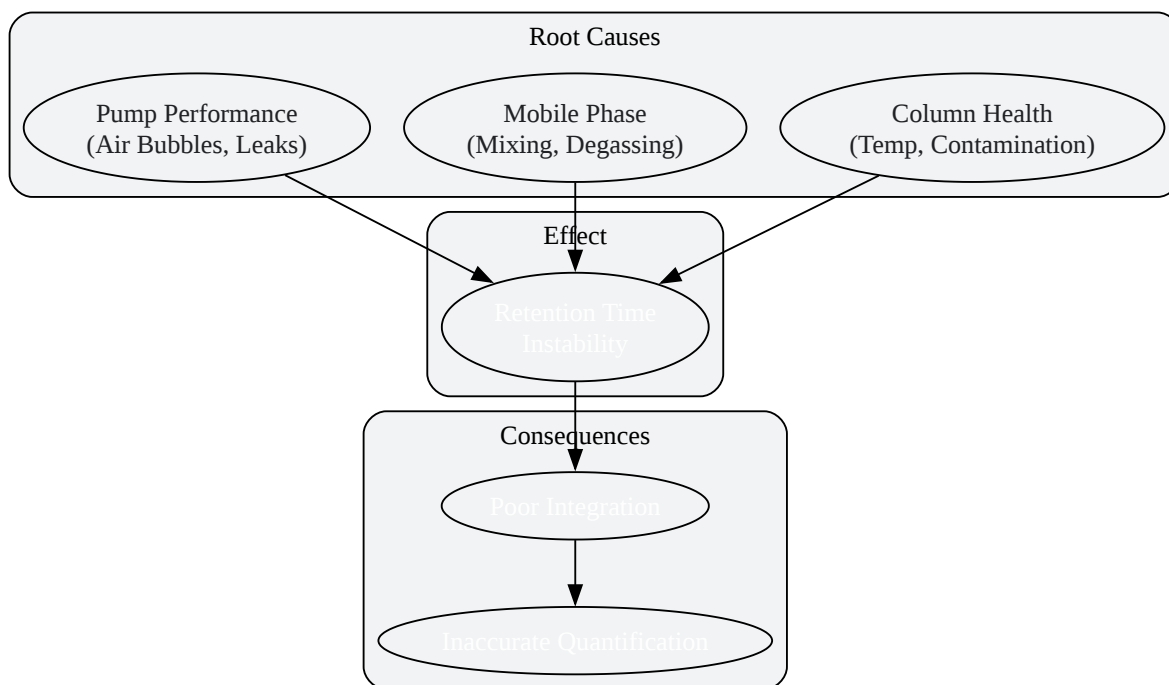 Root Causes
Pump Performance
(Air Bubbles, Leaks)
Mobile Phase
(Mixing, Degassing)
Column Health
(Temp, Contamination)
Effect
Retention Time
Instability
Consequences
Poor Integration
Inaccurate Quantification